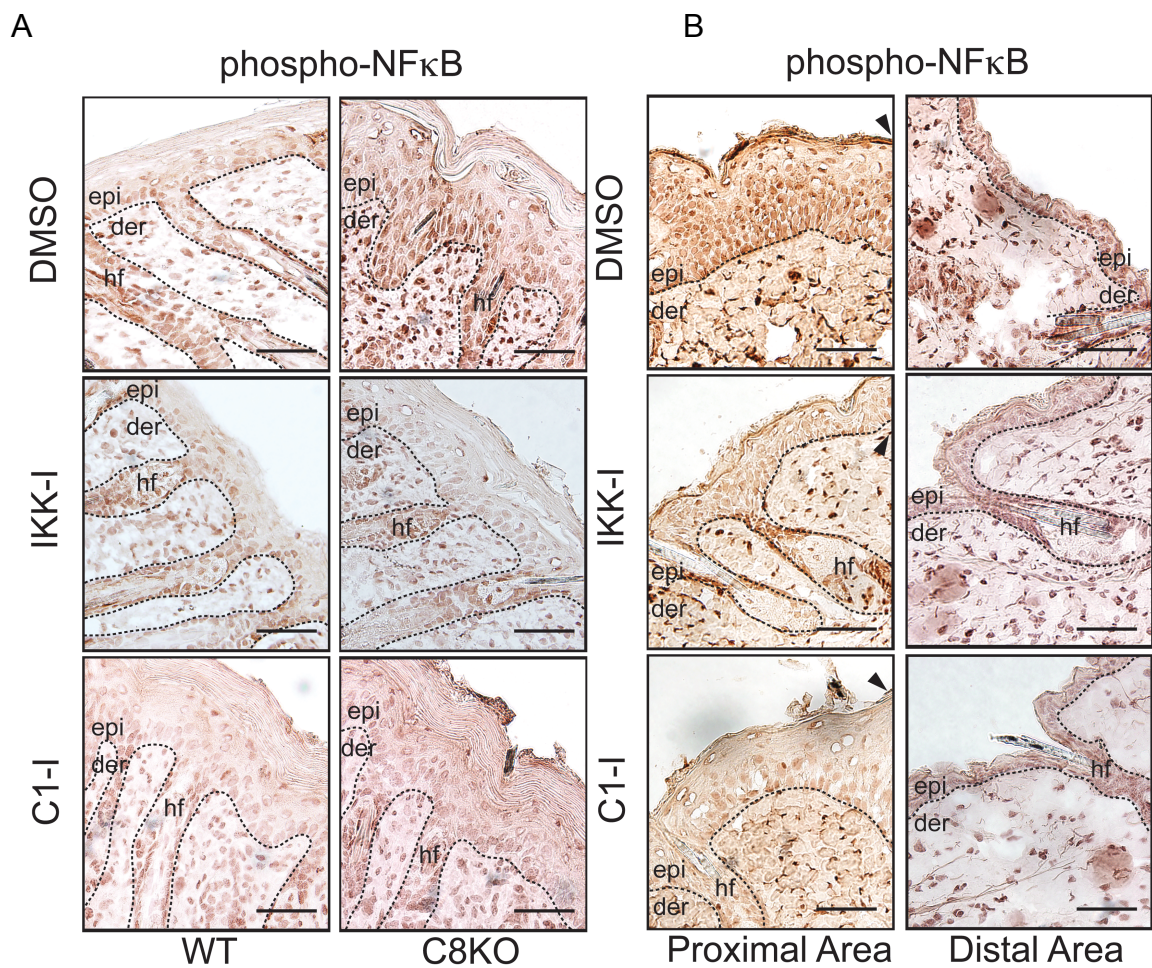 A
B
phospho-NFκB
phospho-NFκB
DMSO
epi
der
hf
epi
der
hf
DMSO
epi
der
epi
der
IKK-I
epi
der
hf
epi
der
hf
IKK-I
epi
der
hf
epi
der
hf
C1-I
epi
der
hf
epi
der
hf
C1-I
epi
der
hf
epi
der
hf
WT
C8KO
Proximal Area
Distal Area